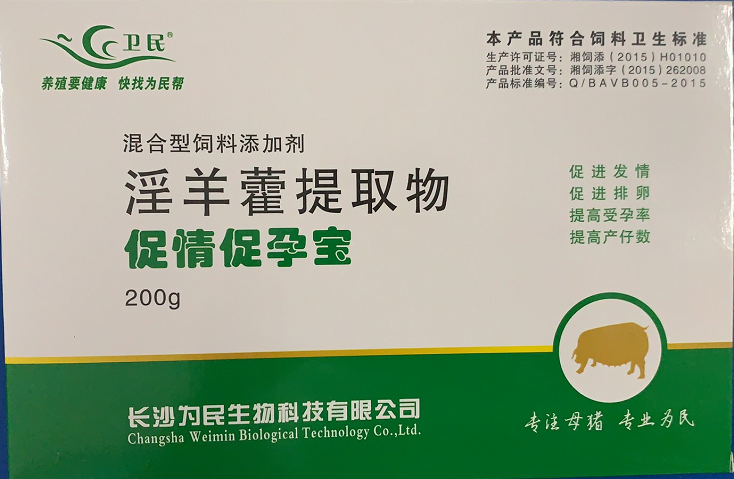 卫民®
养殖要健康 快找为民帮
本产品符合饲料卫生标准
生产许可证号：湘饲添（2015）H01010
产品批准文号：湘饲添字（2015）262008
产品标准编号：Q/BAVB005-2015
混合型饲料添加剂
淫羊藿提取物
促情促孕宝
200g
促进发情
促进排卵
提高受孕率
提高产仔数
长沙为民生物科技有限公司
Changsha Weimin Biological Technology Co.,Ltd.
专注母猪 专业为民